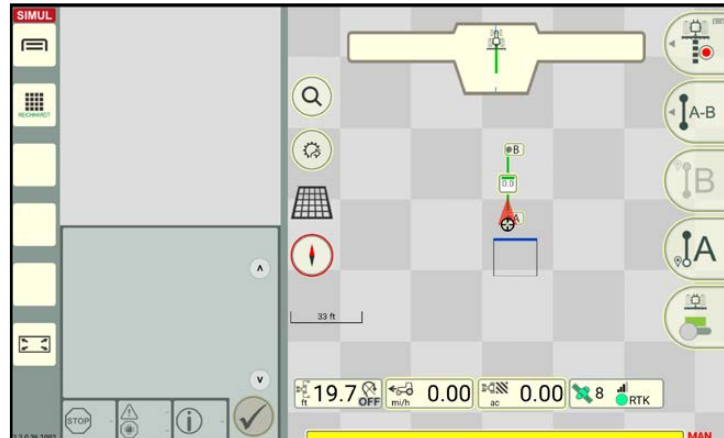 SIMUL
REICHHARDT
A-B
B
B
0.0
A
A
33 ft
19.7
ft
OFF
0.00
mi/h
0.00
ac
8
RTK
STOP
MAN